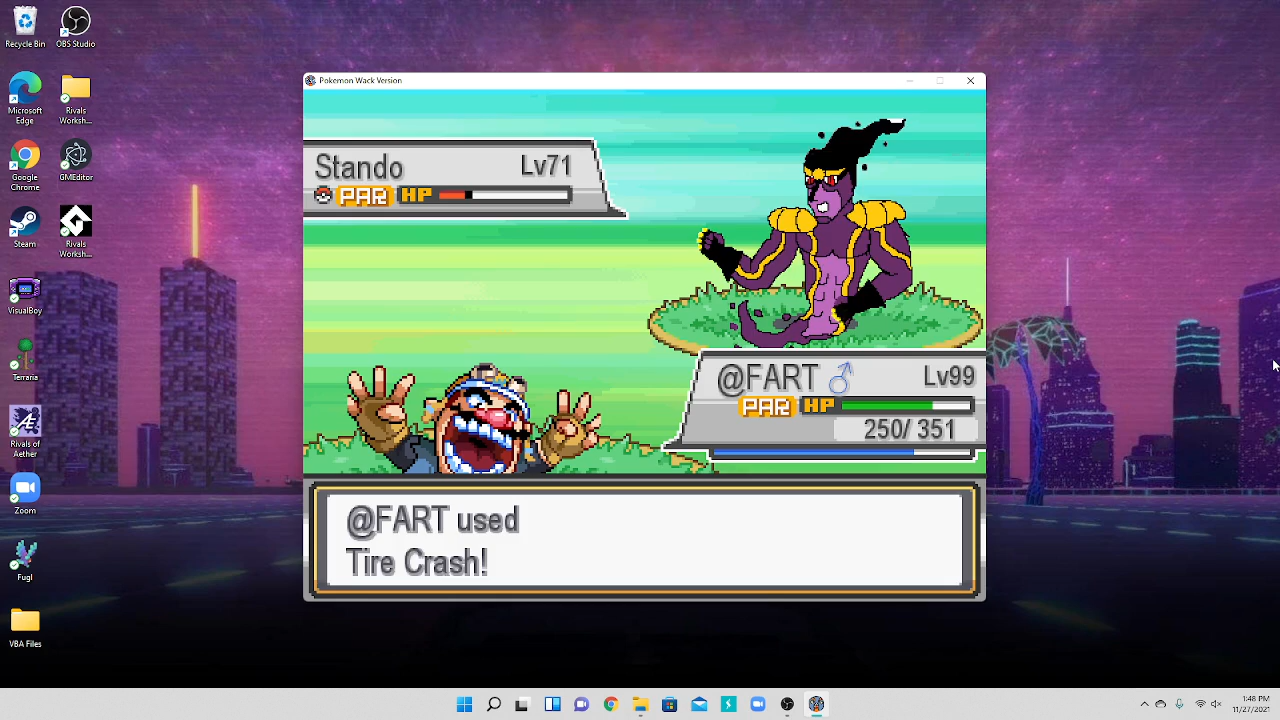 Recycle Bin
OBS Studio
Microsoft
Edge
Rivals
Worksh...
Google
Chrome
GMEditor
Steam
Rivals
Worksh...
VisualBoy
Terraria
Rivals of
Aether
Zoom
Fugl
VBA Files
Pokemon Wack Version
Stando Lv71
PAR HP
@FART ♂ Lv99
PAR HP
250/ 351
@FART used
Tire Crash!
1:48 PM
11/27/2021